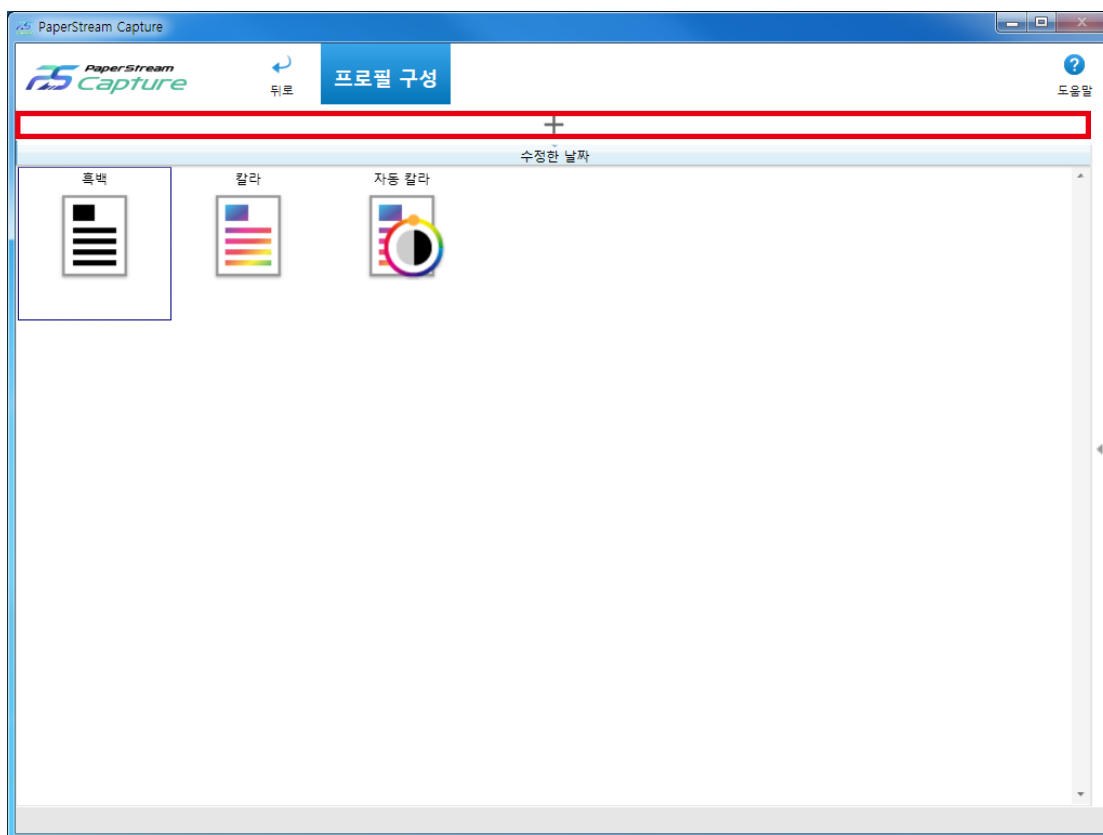 PaperStream Capture
PaperStream
Capture
뒤로
프로필 구성
도움말
수정한 날짜
흑백
칼라
자동 칼라